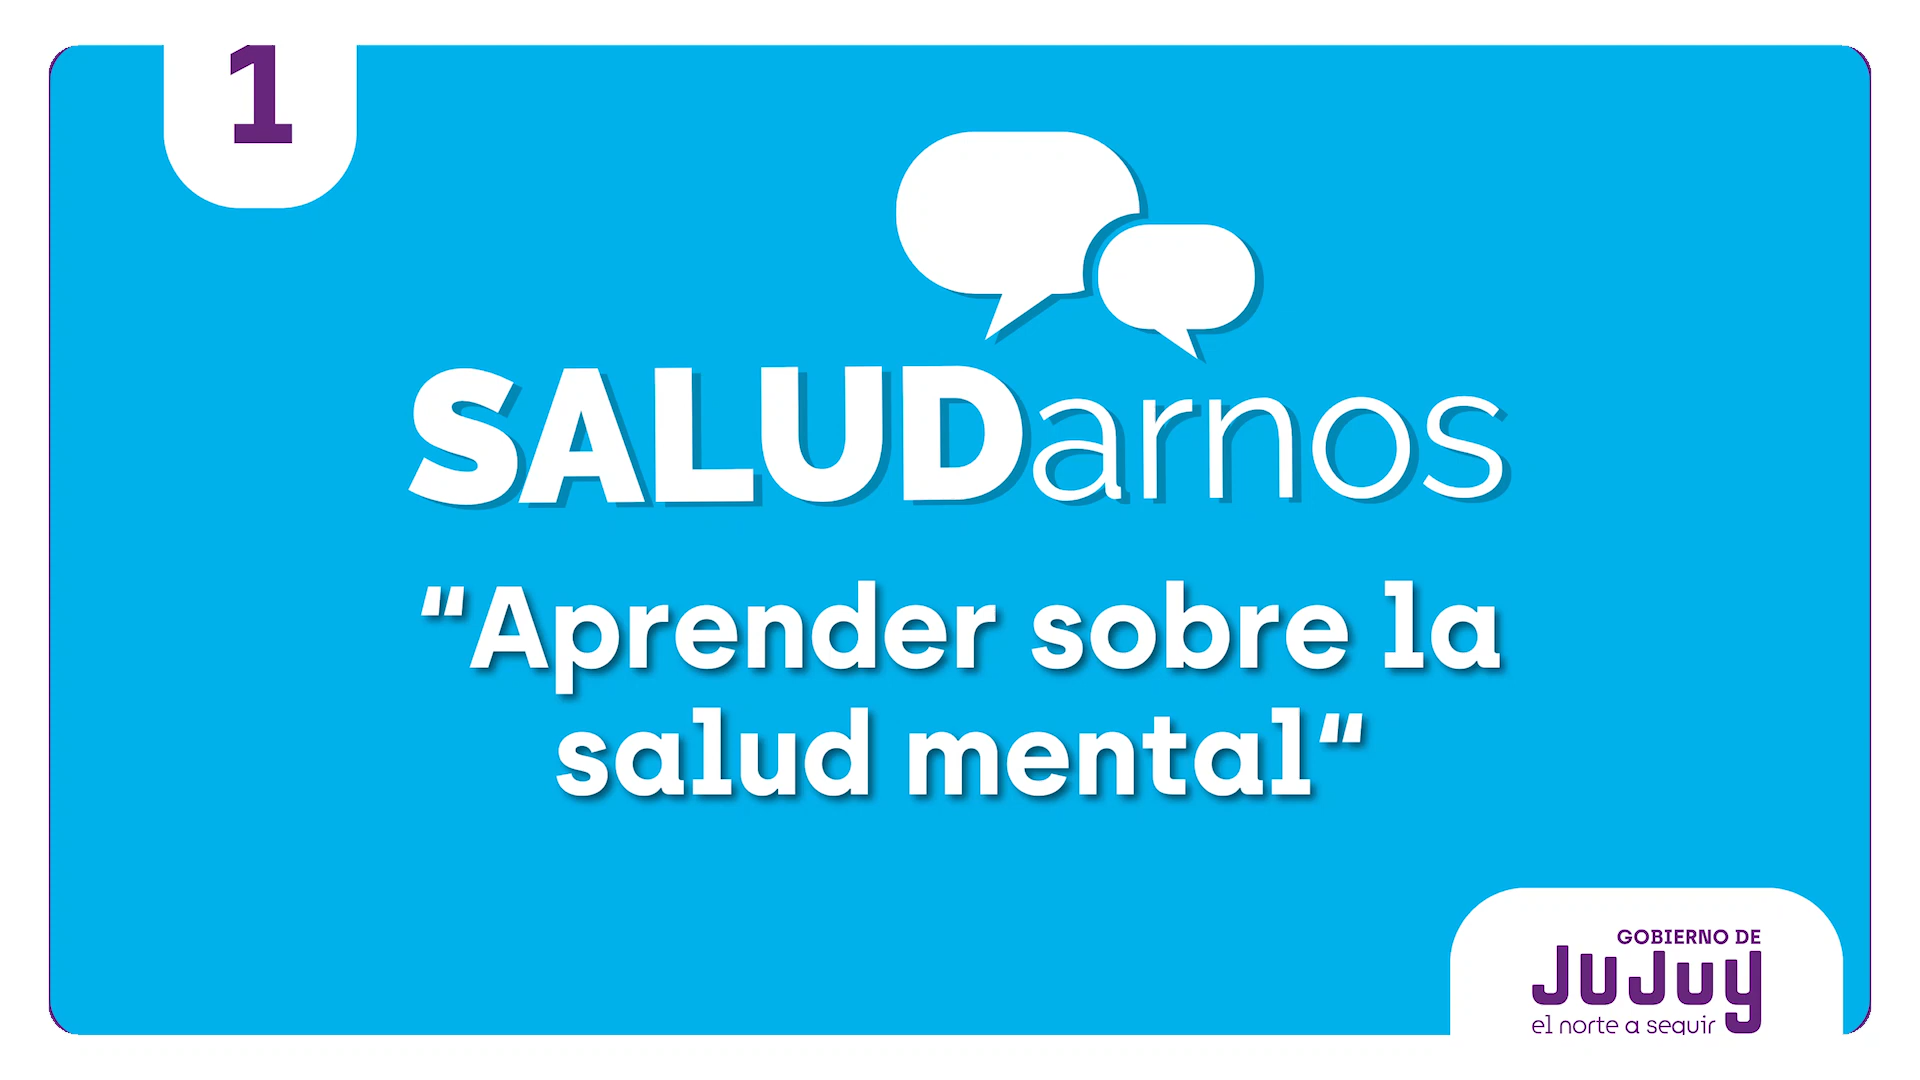 1
SALUDarnos
“Aprender sobre la
salud mental“
GOBIERNO DE
JuJuy
el norte a seguir